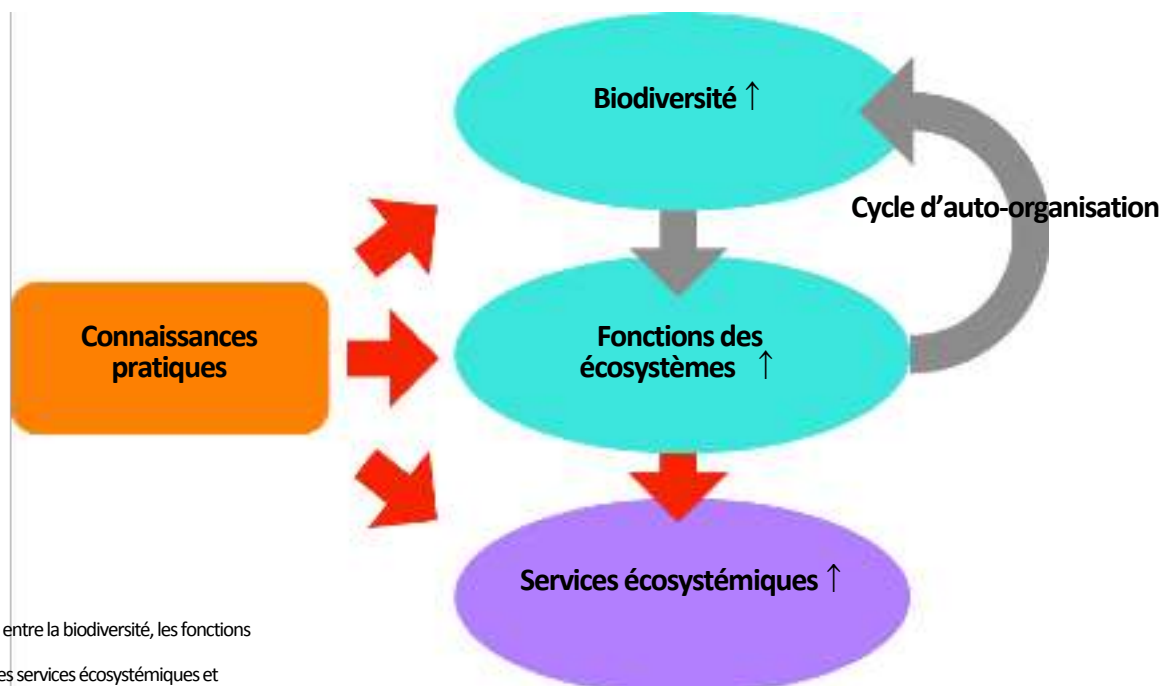 Biodiversité ↑
Cycle d’auto-organisation
Connaissances
pratiques
Fonctions des
écosystèmes ↑
Services écosystémiques ↑
entre la biodiversité, les fonctions
es services écosystémiques et